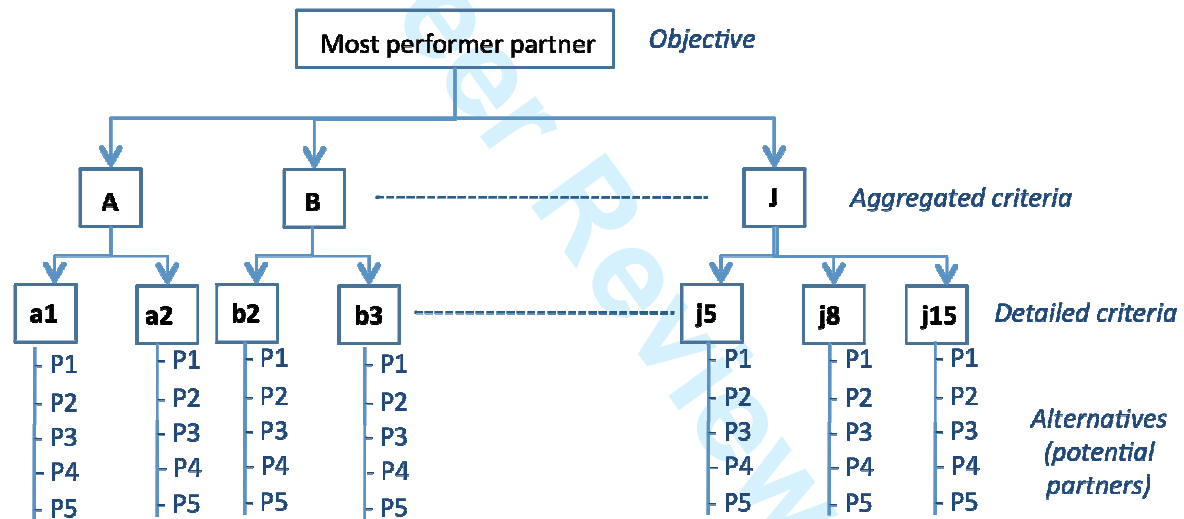 Most performer partner
Objective
A
B
J
Aggregated criteria
a1
a2
b2
b3
j5
j8
j15
Detailed criteria
- P1
- P2
- P3
- P4
- P5
- P1
- P2
- P3
- P4
- P5
- P1
- P2
- P3
- P4
- P5
- P1
- P2
- P3
- P4
- P5
- P1
- P2
- P3
- P4
- P5
- P1
- P2
- P3
- P4
- P5
- P1
- P2
- P3
- P4
- P5
Alternatives
(potential
partners)
eer Review